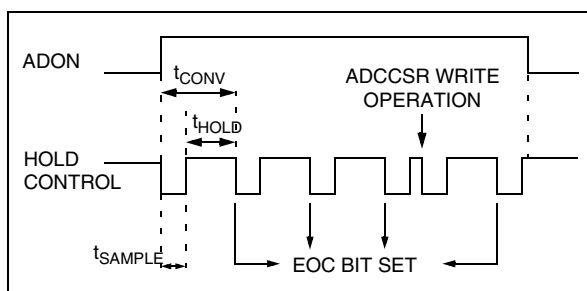 ADON
tCONV
ADCCSR WRITE
OPERATION
tHOLD
HOLD
CONTROL
tSAMPLE
EOC BIT SET